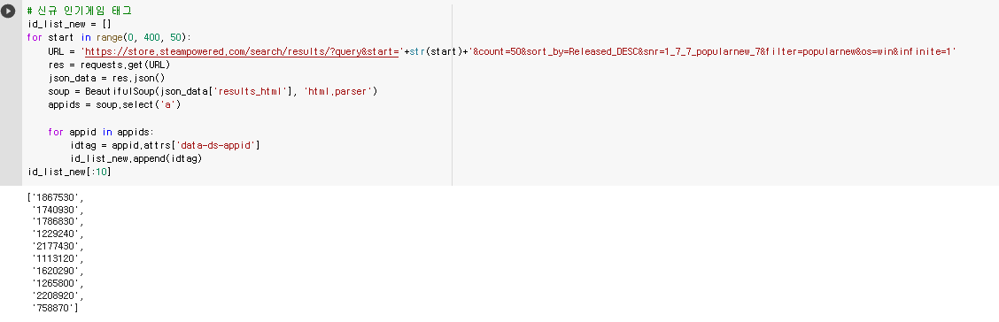 # 신규 인기게임 태그
id_list_new = []
for start in range(0, 400, 50):
    URL = 'https://store.steampowered.com/search/results/?query&start='+str(start)+'&count=50&sort_by=Released_DESC&snr=1_7_7_popularnew_7&filter=popularnew&os=win&infinite=1'
    res = requests.get(URL)
    json_data = res.json()
    soup = BeautifulSoup(json_data['results_html'], 'html.parser')
    appids = soup.select('a')
    for appid in appids:
        idtag = appid.attrs['data-ds-appid']
        id_list_new.append(idtag)
id_list_new[:10]
['1867530',
 '1740930',
 '1786830',
 '1229240',
 '2177430',
 '1113120',
 '1620290',
 '1265800',
 '2208920',
 '758870']